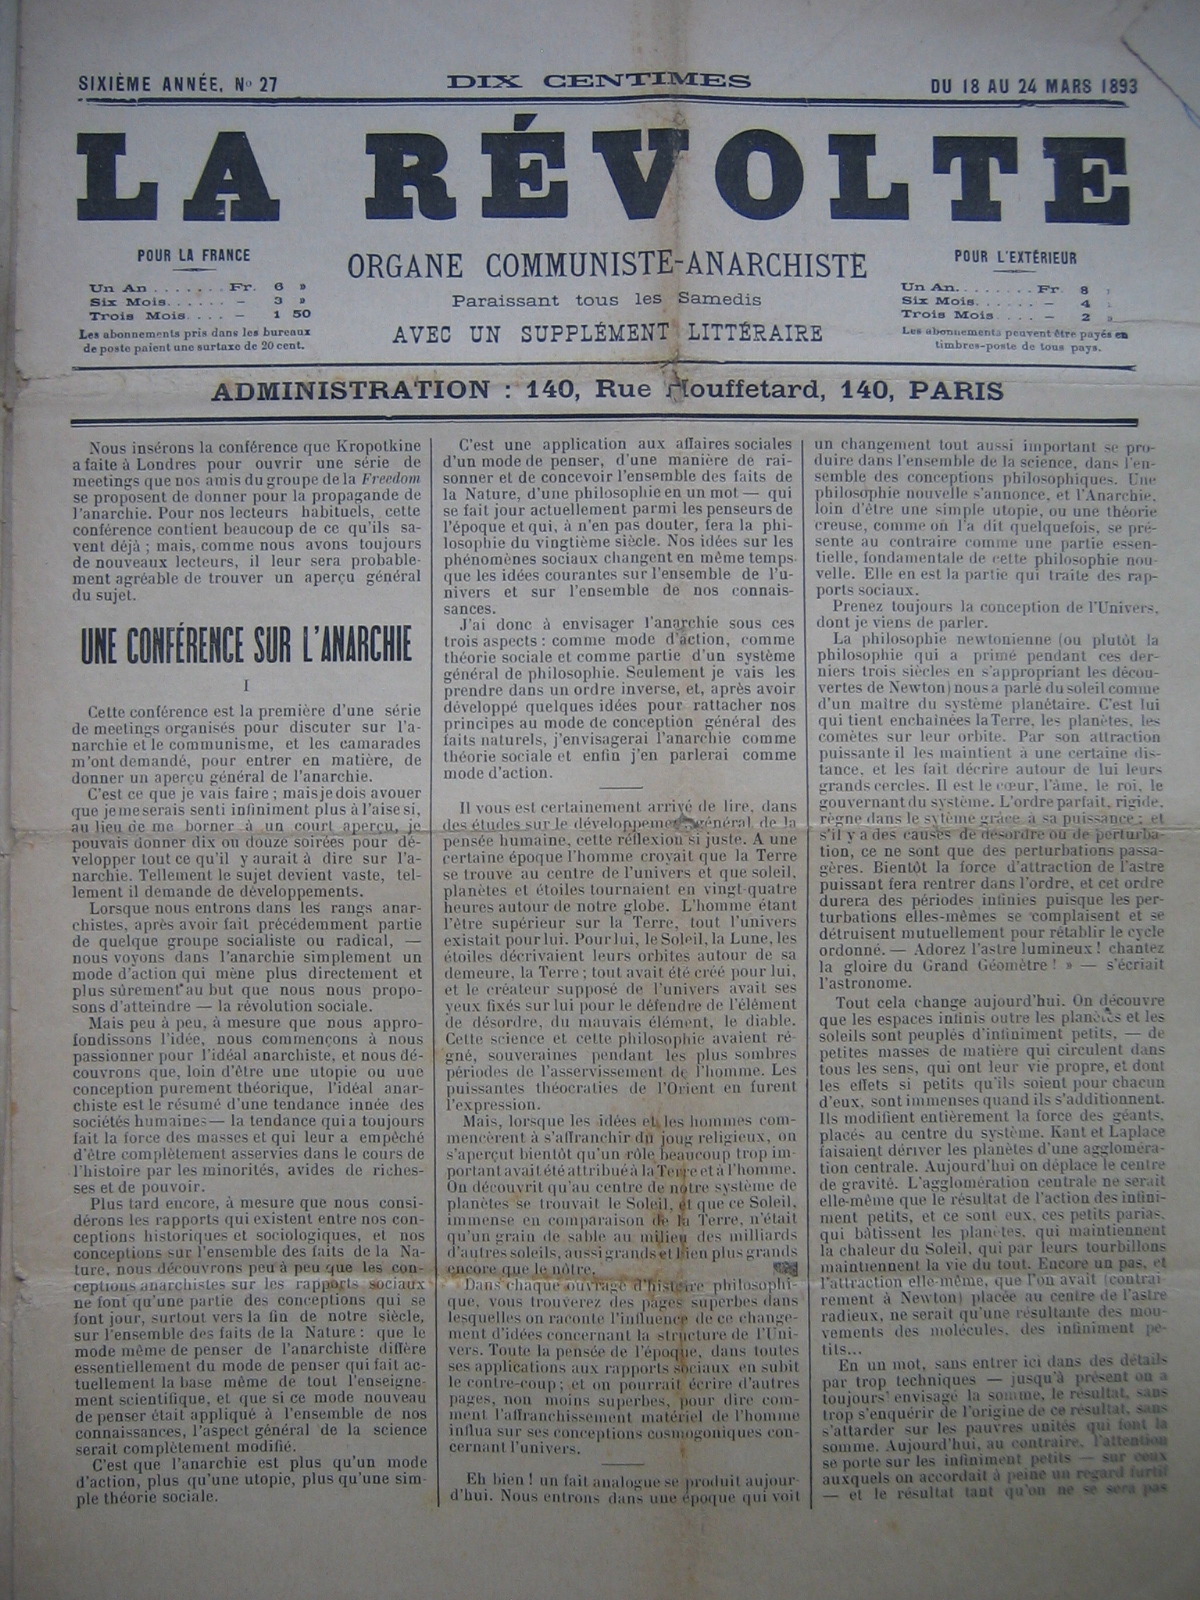 SIXIÈME ANNÉE, No 27
DIX CENTIMES
DU 18 AU 24 MARS 1893
LA RÉVOLTE
POUR LA FRANCE
Un An . . . . . . . Fr. 6 »
Six Mois. . . . . . — 3 »
Trois Mois. . . . — 1 50
Les abonnements pris dans les bureaux
de poste paient une surtaxe de 20 cent.
ORGANE COMMUNISTE-ANARCHISTE
Paraissant tous les Samedis
AVEC UN SUPPLÉMENT LITTÉRAIRE
POUR L'EXTÉRIEUR
Un An. . . . . . . . Fr. 8
Six Mois. . . . . . — 4
Trois Mois. . . . — 2 »
Les abonnements peuvent être payés en
timbres-poste de tous pays.
ADMINISTRATION : 140, Rue Mouffetard, 140, PARIS
Nous insérons la conférence que Kropotkine
a faite à Londres pour ouvrir une série de
meetings que nos amis du groupe de la Freedom
se proposent de donner pour la propagande de
l'anarchie. Pour nos lecteurs habituels, cette
conférence contient beaucoup de ce qu'ils sa-
vent déjà ; mais, comme nous avons toujours
de nouveaux lecteurs, il leur sera probable-
ment agréable de trouver un aperçu général
du sujet.
UNE CONFÉRENCE SUR L'ANARCHIE
I
Cette conférence est la première d'une série
de meetings organisés pour discuter sur l'a-
narchie et le communisme, et les camarades
m'ont demandé, pour entrer en matière, de
donner un aperçu général de l'anarchie.
C'est ce que je vais faire ; mais je dois avouer
que je me serais senti infiniment plus à l'aise si,
au lieu de me borner à un court aperçu, je
pouvais donner dix ou douze soirées pour dé-
velopper tout ce qu'il y aurait à dire sur l'a-
narchie. Tellement le sujet devient vaste, tel-
lement il demande de développements.
Lorsque nous entrons dans les rangs anar-
chistes, après avoir fait précédemment partie
de quelque groupe socialiste ou radical, —
nous voyons dans l'anarchie simplement un
mode d'action qui mène plus directement et
plus sûrement au but que nous nous propo-
sons d'atteindre — la révolution sociale.
Mais peu à peu, à mesure que nous appro-
fondissons l'idée, nous commençons à nous
passionner pour l'idéal anarchiste, et nous dé-
couvrons que, loin d'être une utopie ou une
conception purement théorique, l'idéal anar-
chiste est le résumé d'une tendance innée des
sociétés humaines — la tendance qui a toujours
fait la force des masses et qui leur a empêché
d'être complètement asservies dans le cours de
l'histoire par les minorités, avides de riches-
ses et de pouvoir.
Plus tard encore, à mesure que nous consi-
dérons les rapports qui existent entre nos con-
ceptions historiques et sociologiques, et nos
conceptions sur l'ensemble des faits de la Na-
ture, nous découvrons peu à peu que les con-
ceptions anarchistes sur les rapports sociaux
ne font qu'une partie des conceptions qui se
font jour, surtout vers la fin de notre siècle,
sur l'ensemble des faits de la Nature : que le
mode même de penser de l'anarchiste diffère
essentiellement du mode de penser qui fait ac-
tuellement la base même de tout l'enseigne-
ment scientifique, et que si ce mode nouveau
de penser était appliqué à l'ensemble de nos
connaissances, l'aspect général de la science
serait complètement modifié.
C'est que l'anarchie est plus qu'un mode
d'action, plus qu'une utopie, plus qu'une sim-
ple théorie sociale.
C'est une application aux affaires sociales
d'un mode de penser, d'une manière de rai-
sonner et de concevoir l'ensemble des faits de
la Nature, d'une philosophie en un mot — qui
se fait jour actuellement parmi les penseurs de
l'époque et qui, à n'en pas douter, fera la phi-
losophie du vingtième siècle. Nos idées sur les
phénomènes sociaux changent en même temps
que les idées courantes sur l'ensemble de l'u-
nivers et sur l'ensemble de nos connais-
sances.
J'ai donc à envisager l'anarchie sous ces
trois aspects : comme mode d'action, comme
théorie sociale et comme partie d'un système
général de philosophie. Seulement je vais les
prendre dans un ordre inverse, et, après avoir
développé quelques idées pour rattacher nos
principes au mode de conception général des
faits naturels, j'envisagerai l'anarchie comme
théorie sociale et enfin j'en parlerai comme
mode d'action.
Il vous est certainement arrivé de lire, dans
des études sur le développement général de la
pensée humaine, cette réflexion si juste. A une
certaine époque l'homme croyait que la Terre
se trouve au centre de l'univers et que soleil,
planètes et étoiles tournaient en vingt-quatre
heures autour de notre globe. L'homme étant
l'être supérieur sur la Terre, tout l'univers
existait pour lui. Pour lui, le Soleil, la Lune, les
étoiles décrivaient leurs orbites autour de sa
demeure, la Terre ; tout avait été créé pour lui,
et le créateur supposé de l'univers avait ses
yeux fixés sur lui pour le défendre de l'élément
de désordre, du mauvais élément, le diable.
Cette science et cette philosophie avaient ré-
gné, souveraines pendant les plus sombres
périodes de l'asservissement de l'homme. Les
puissantes théocraties de l'Orient en furent
l'expression.
Mais, lorsque les idées et les hommes com-
mencèrent à s'affranchir du joug religieux, on
s'aperçut bientôt qu'un rôle beaucoup trop im-
portant avait été attribué à la Terre et à l'homme.
On découvrit qu'au centre de notre système de
planètes se trouvait le Soleil, et que ce Soleil,
immense en comparaison de la Terre, n'était
qu'un grain de sable au milieu des milliards
d'autres soleils, aussi grands et bien plus grands
encore que le nôtre.
Dans chaque ouvrage d'histoire philosophi-
que, vous trouverez des pages superbes dans
lesquelles on raconte l'influence de ce change-
ment d'idées concernant la structure de l'Uni-
vers. Toute la pensée de l'époque, dans toutes
ses applications aux rapports sociaux en subit
le contre-coup ; et on pourrait écrire d'autres
pages, non moins superbes, pour dire com-
ment l'affranchissement matériel de l'homme
influa sur ses conceptions cosmogoniques con-
cernant l'univers.
Eh bien ! un fait analogue se produit aujour-
d'hui. Nous entrons dans une époque qui voit
un changement tout aussi important se pro-
duire dans l'ensemble de la science, dans l'en-
semble des conceptions philosophiques. Une
philosophie nouvelle s'annonce, et l'Anarchie,
loin d'être une simple utopie, ou une théorie
creuse, comme on l'a dit quelquefois, se pré-
sente au contraire comme une partie essen-
tielle, fondamentale de cette philosophie nou-
velle. Elle en est la partie qui traite des rap-
ports sociaux.
Prenez toujours la conception de l'Univers,
dont je viens de parler.
La philosophie newtonienne (ou plutôt la
philosophie qui a primé pendant ces der-
niers trois siècles en s'appropriant les décou-
vertes de Newton) nous a parlé du soleil comme
d'un maître du système planétaire. C'est lui
qui tient enchaînées la Terre, les planètes, les
comètes sur leur orbite. Par son attraction
puissante il les maintient à une certaine dis-
tance, et les fait décrire autour de lui leurs
grands cercles. Il est le cœur, l'âme, le roi, le
gouvernant du système. L'ordre parfait, rigide,
règne dans le sytème grâce à sa puissance ; et
s'il y a des causes de désordre ou de perturba-
tion, ce ne sont que des perturbations passa-
gères. Bientôt la force d'attraction de l'astre
puissant fera rentrer dans l'ordre, et cet ordre
durera des périodes infinies puisque les per-
turbations elles-mêmes se complaisent et se
détruisent mutuellement pour rétablir le cycle
ordonné. — Adorez l'astre lumineux ! chantez
la gloire du Grand Géomètre ! » — s'écriait
l'astronome.
Tout cela change aujourd'hui. On découvre
que les espaces infinis outre les planètes et les
soleils sont peuplés d'infiniment petits, — de
petites masses de matière qui circulent dans
tous les sens, qui ont leur vie propre, et dont
les effets si petits qu'ils soient pour chacun
d'eux, sont immenses quand ils s'additionnent.
Ils modifient entièrement la force des géants,
placés au centre du système. Kant et Laplace
faisaient dériver les planètes d'une aggloméra-
tion centrale. Aujourd'hui on déplace le centre
de gravité. L'agglomération centrale ne serait
elle-même que le résultat de l'action des infini-
ment petits, et ce sont eux, ces petits parias,
qui bâtissent les planètes, qui maintiennent
la chaleur du Soleil, qui par leurs tourbillons
maintiennent la vie du tout. Encore un pas, et
l'attraction elle-même, que l'on avait (contrai
rement à Newton) placée au centre de l'astre
radieux, ne serait qu'une résultante des mou-
vements des molécules, des infiniment pe-
tits...
En un mot, sans entrer ici dans des détails
par trop techniques — jusqu'à présent on a
toujours envisagé la somme, le résultat, sans
trop s'enquérir de l'origine de ce résultat, sans
s'attarder sur les pauvres unités qui font la
somme. Aujourd'hui, au contraire, l'attention
se porte sur les infiniment petits — sur ceux
auxquels on accordait à peine un regard furtif
— et le résultat tant qu'on ne se sera pas